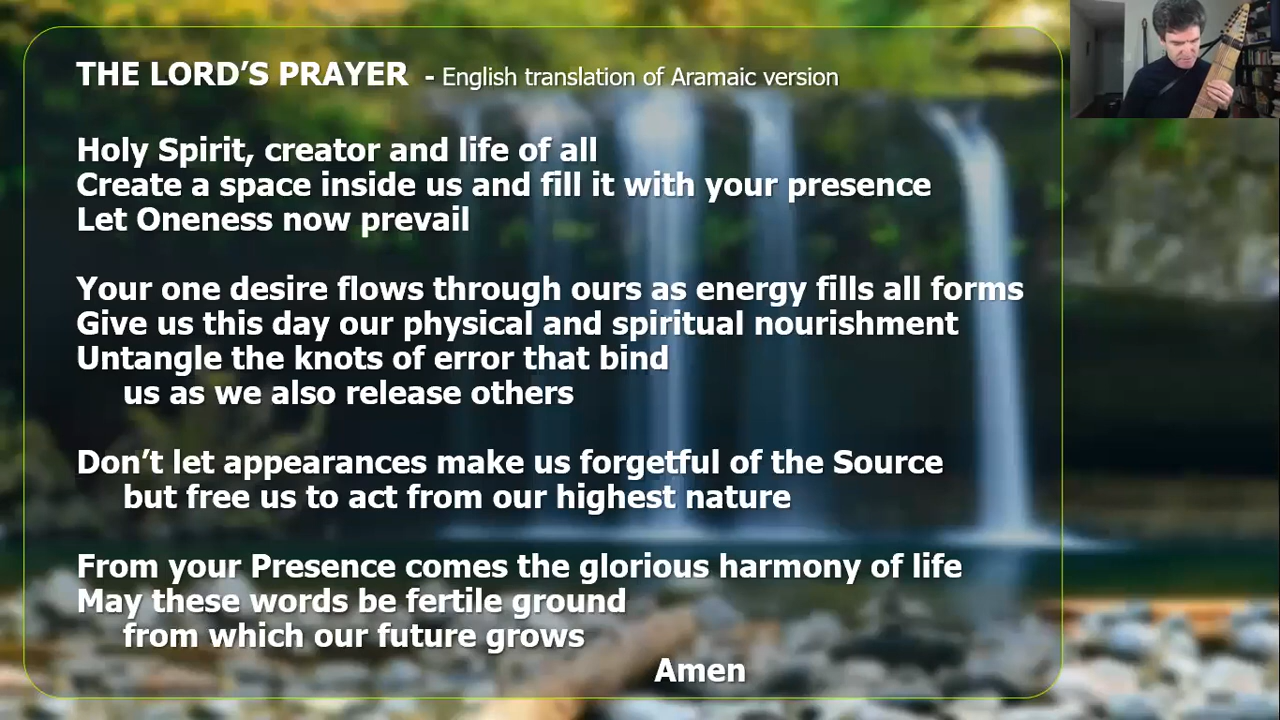 THE LORD’S PRAYER - English translation of Aramaic version
Holy Spirit, creator and life of all
Create a space inside us and fill it with your presence
Let Oneness now prevail
Your one desire flows through ours as energy fills all forms
Give us this day our physical and spiritual nourishment
Untangle the knots of error that bind
us as we also release others
Don’t let appearances make us forgetful of the Source
but free us to act from our highest nature
From your Presence comes the glorious harmony of life
May these words be fertile ground
from which our future grows
Amen